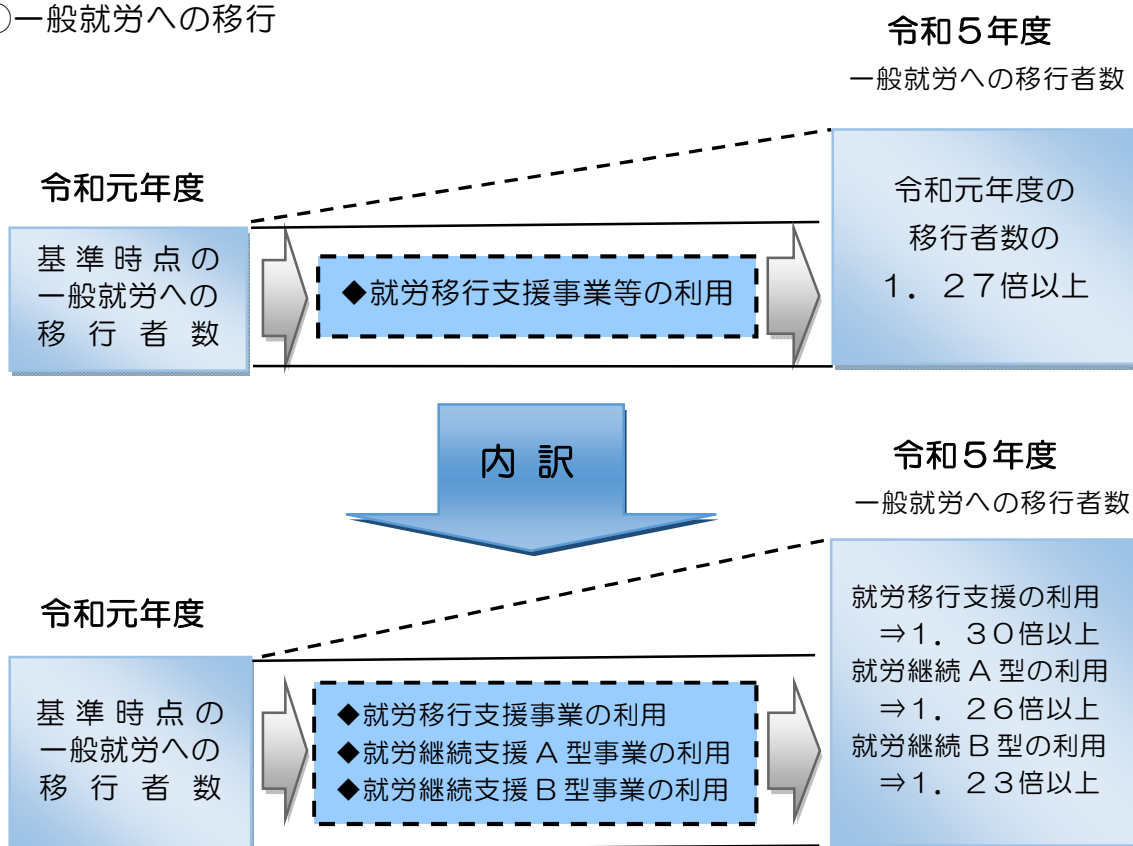 ○一般就労への移行
令和５年度
一般就労への移行者数
令和元年度
基準時点の
一般就労への
移行者数
◆就労移行支援事業等の利用
令和元年度の
移行者数の
１．２７倍以上
内訳
令和５年度
一般就労への移行者数
令和元年度
基準時点の
一般就労への
移行者数
◆就労移行支援事業の利用
◆就労継続支援Ａ型事業の利用
◆就労継続支援Ｂ型事業の利用
就労移行支援の利用
⇒１．３０倍以上
就労継続Ａ型の利用
⇒１．２６倍以上
就労継続Ｂ型の利用
⇒１．２３倍以上